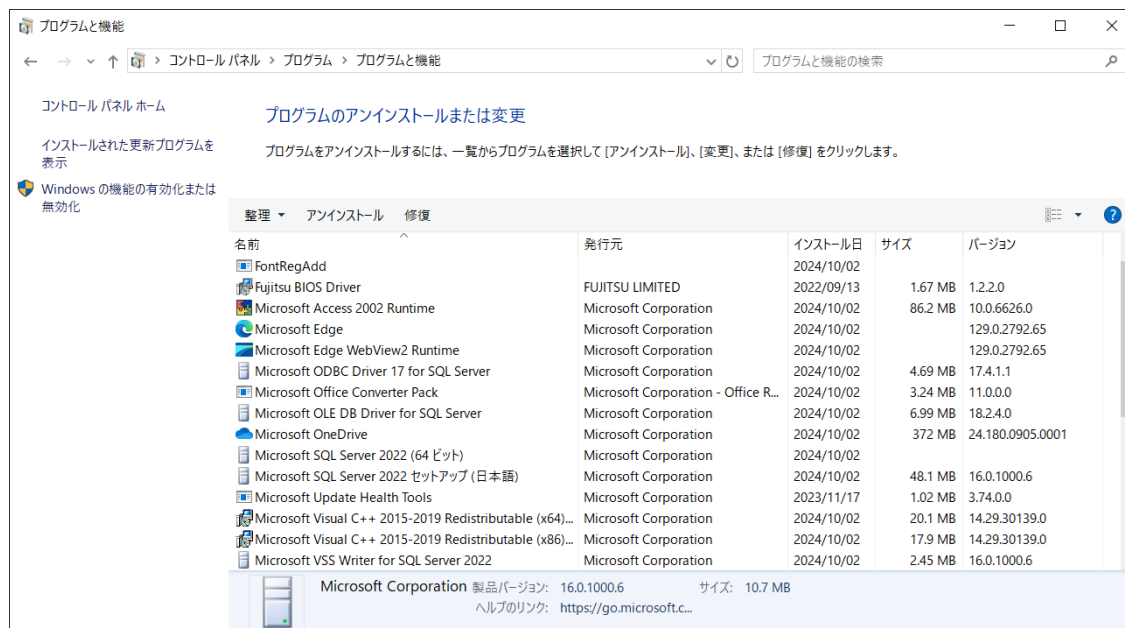 プログラムと機能
コントロール パネル > プログラム > プログラムと機能
プログラムと機能の検索
コントロール パネル ホーム
インストールされた更新プログラムを
表示
Windows の機能の有効化または
無効化
プログラムのアンインストールまたは変更
プログラムをアンインストールするには、一覧からプログラムを選択して [アンインストール]、[変更]、または [修復] をクリックします。
整理 アンインストール 修復
名前 発行元 インストール日 サイズ バージョン
FontRegAdd 2024/10/02
Fujitsu BIOS Driver FUJITSU LIMITED 2022/09/13 1.67 MB 1.2.2.0
Microsoft Access 2002 Runtime Microsoft Corporation 2024/10/02 86.2 MB 10.0.6626.0
Microsoft Edge Microsoft Corporation 2024/10/02 129.0.2792.65
Microsoft Edge WebView2 Runtime Microsoft Corporation 2024/10/02 129.0.2792.65
Microsoft ODBC Driver 17 for SQL Server Microsoft Corporation 2024/10/02 4.69 MB 17.4.1.1
Microsoft Office Converter Pack Microsoft Corporation - Office R... 2024/10/02 3.24 MB 11.0.0.0
Microsoft OLE DB Driver for SQL Server Microsoft Corporation 2024/10/02 6.99 MB 18.2.4.0
Microsoft OneDrive Microsoft Corporation 2024/10/02 372 MB 24.180.0905.0001
Microsoft SQL Server 2022 (64 ビット) Microsoft Corporation 2024/10/02
Microsoft SQL Server 2022 セットアップ (日本語) Microsoft Corporation 2024/10/02 48.1 MB 16.0.1000.6
Microsoft Update Health Tools Microsoft Corporation 2023/11/17 1.02 MB 3.74.0.0
Microsoft Visual C++ 2015-2019 Redistributable (x64)... Microsoft Corporation 2024/10/02 20.1 MB 14.29.30139.0
Microsoft Visual C++ 2015-2019 Redistributable (x86)... Microsoft Corporation 2024/10/02 17.9 MB 14.29.30139.0
Microsoft VSS Writer for SQL Server 2022 Microsoft Corporation 2024/10/02 2.45 MB 16.0.1000.6
Microsoft Corporation 製品バージョン: 16.0.1000.6 サイズ: 10.7 MB
ヘルプのリンク: https://go.microsoft.c...